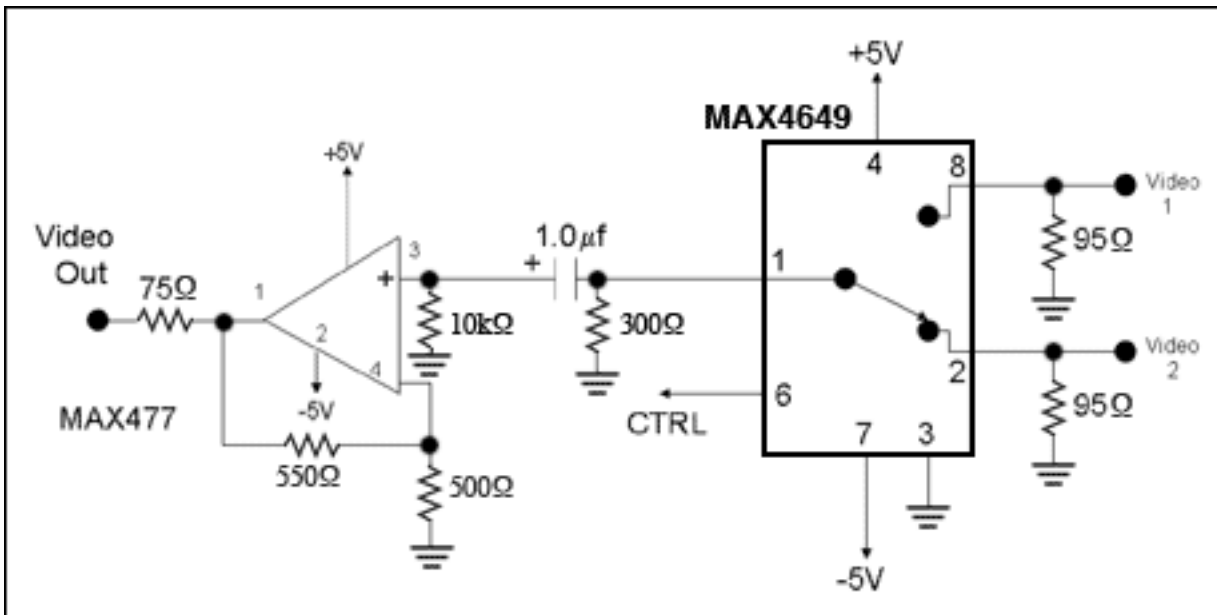 +5V
MAX4649
4
8
Video
1
95Ω
+5V
Video
Out
75Ω
1
3
+
2
4
-5V
MAX477
10kΩ
+
1.0μf
300Ω
1
2
Video
2
95Ω
6
CTRL
7
3
550Ω
500Ω
-5V